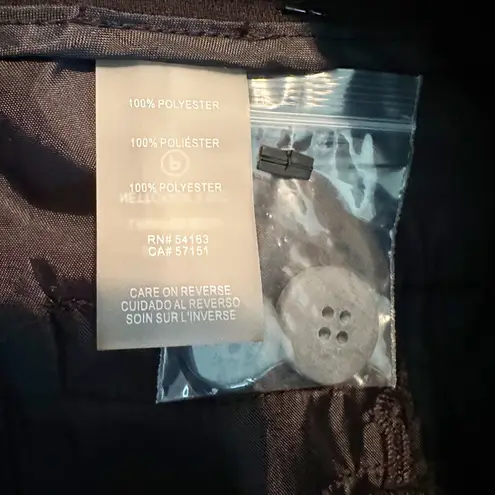 100% POLYESTER
100% POLIÉSTER
100% POLYESTER
RN# 54163
CA# 57151
CARE ON REVERSE
CUIDADO AL REVERSO
SOIN SUR L'INVERSE